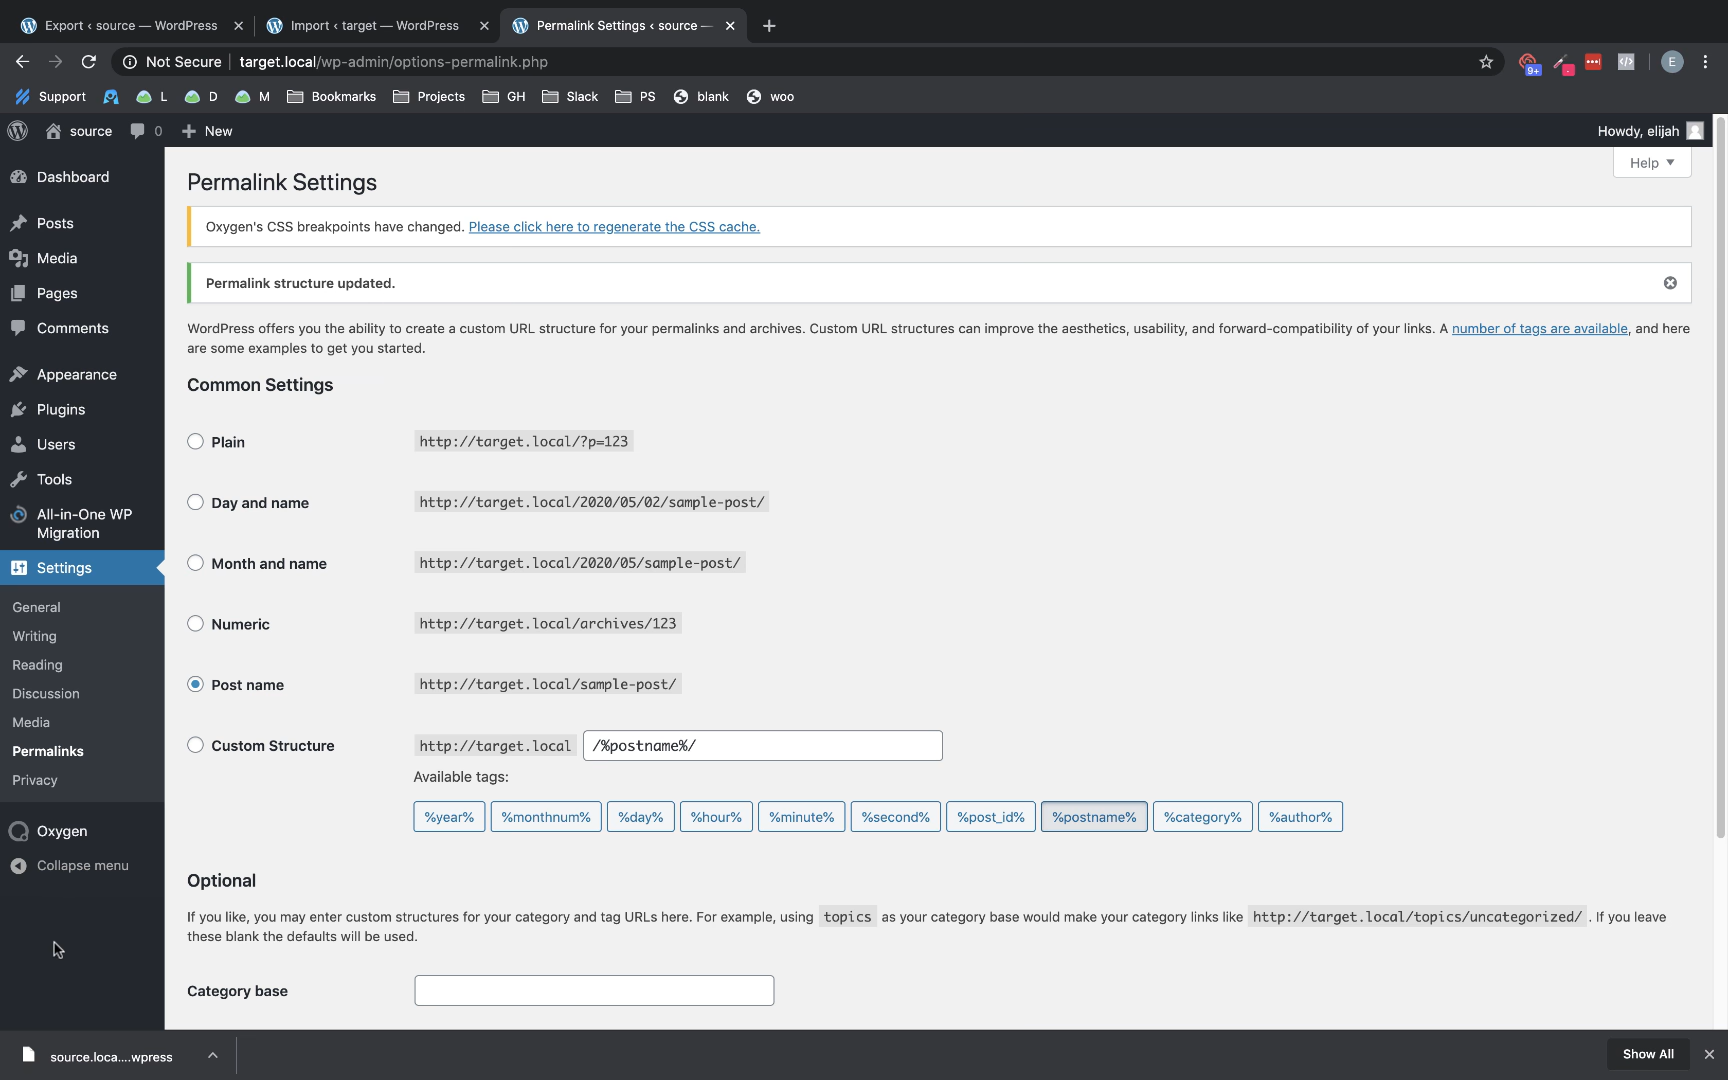 Export ‹ source — WordPress
Import ‹ target — WordPress
Permalink Settings ‹ source —
Not Secure
target.local/wp-admin/options-permalink.php
9+
E
Support
L
D
M
Bookmarks
Projects
GH
Slack
PS
blank
woo
source
0
New
Howdy, elijah
Help
Dashboard
Posts
Media
Pages
Comments
Appearance
Plugins
Users
Tools
All-in-One WP
Migration
Settings
General
Writing
Reading
Discussion
Media
Permalinks
Privacy
Oxygen
Collapse menu
Permalink Settings
Oxygen's CSS breakpoints have changed. Please click here to regenerate the CSS cache.
Permalink structure updated.
WordPress offers you the ability to create a custom URL structure for your permalinks and archives. Custom URL structures can improve the aesthetics, usability, and forward-compatibility of your links. A number of tags are available, and here
are some examples to get you started.
Common Settings
Plain
http://target.local/?p=123
Day and name
http://target.local/2020/05/02/sample-post/
Month and name
http://target.local/2020/05/sample-post/
Numeric
http://target.local/archives/123
Post name
http://target.local/sample-post/
Custom Structure
http://target.local
/%postname%/
Available tags:
%year%
%monthnum%
%day%
%hour%
%minute%
%second%
%post_id%
%postname%
%category%
%author%
Optional
If you like, you may enter custom structures for your category and tag URLs here. For example, using topics as your category base would make your category links like http://target.local/topics/uncategorized/ . If you leave
these blank the defaults will be used.
Category base
source.loca....wpress
Show All